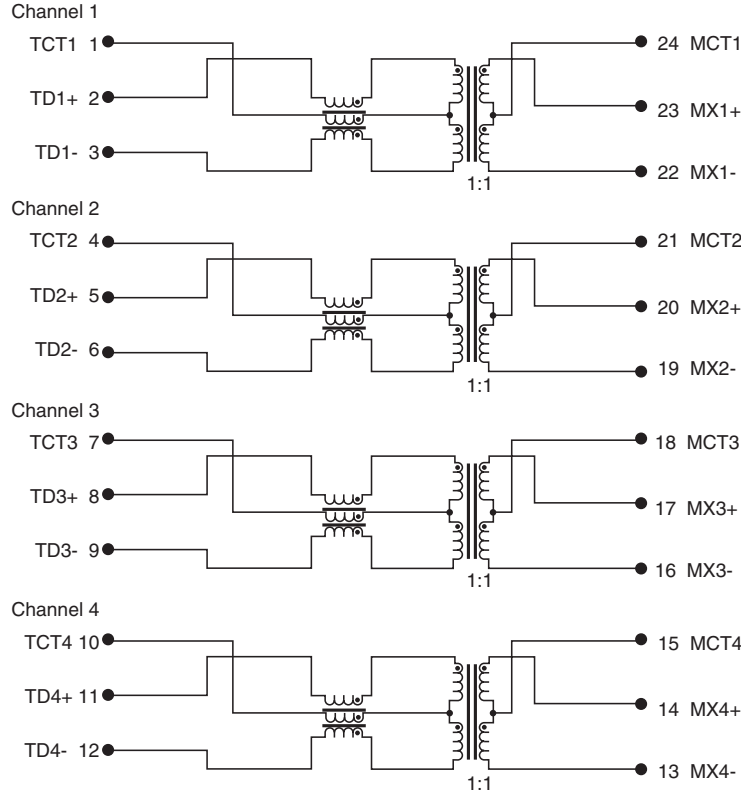 Channel 1
TCT1 1
24 MCT1
TD1+ 2
23 MX1+
TD1- 3
22 MX1-
1:1
Channel 2
TCT2 4
21 MCT2
TD2+ 5
20 MX2+
TD2- 6
19 MX2-
1:1
Channel 3
TCT3 7
18 MCT3
TD3+ 8
17 MX3+
TD3- 9
16 MX3-
1:1
Channel 4
TCT4 10
15 MCT4
TD4+ 11
14 MX4+
TD4- 12
13 MX4-
1:1